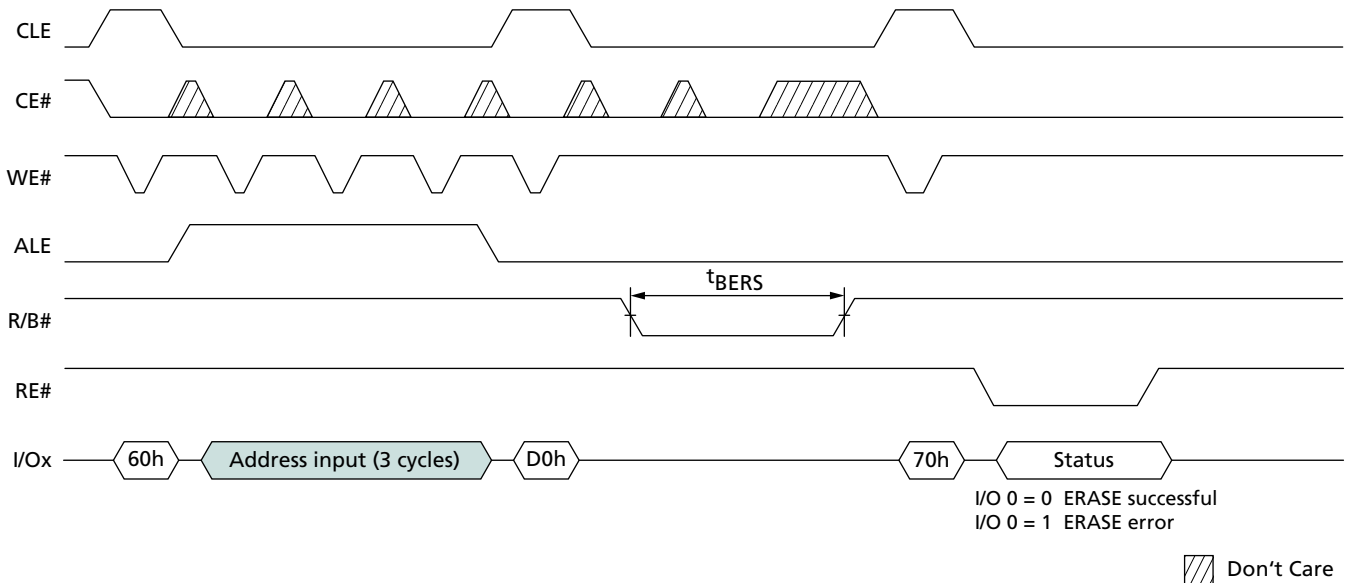 CLE
CE#
WE#
ALE
tBERS
R/B#
RE#
I/Ox
60h
Address input (3 cycles)
D0h
70h
Status
I/O 0 = 0 ERASE successful
I/O 0 = 1 ERASE error
Don't Care